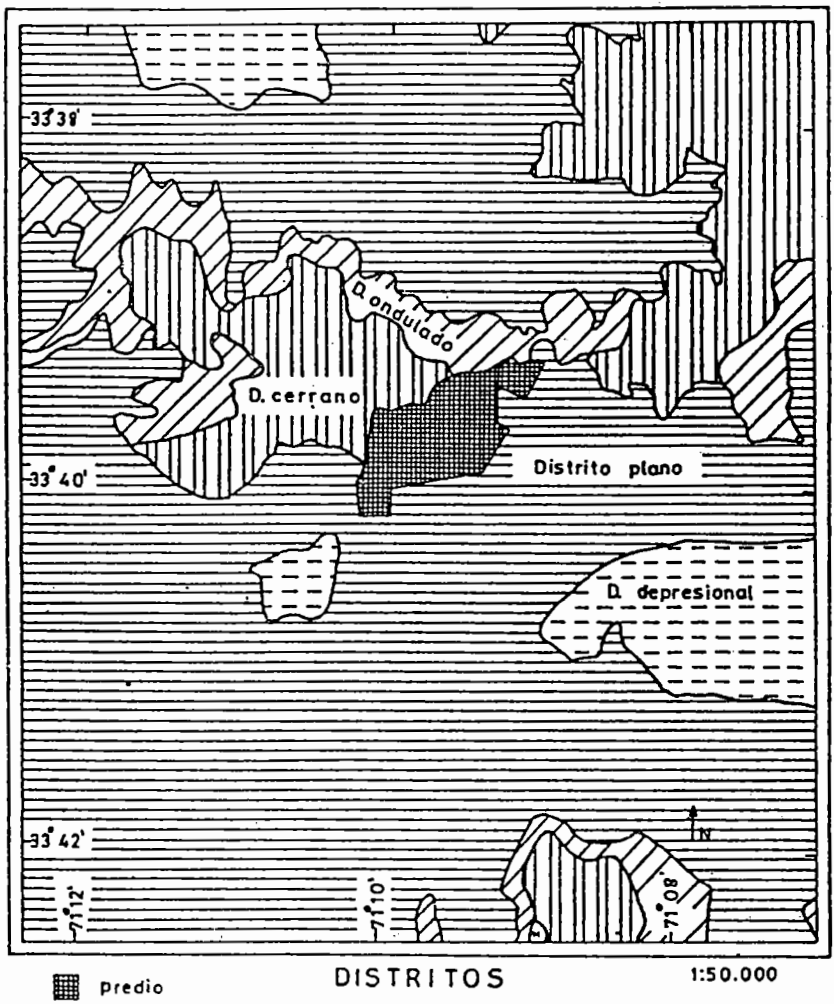 33° 38'
D. ondulado
D. cerrano
33° 40'
Distrito plano
D. depresional
N
33° 42'
71° 12'
71° 10'
71° 08'
predio
DISTRITOS
1:50.000